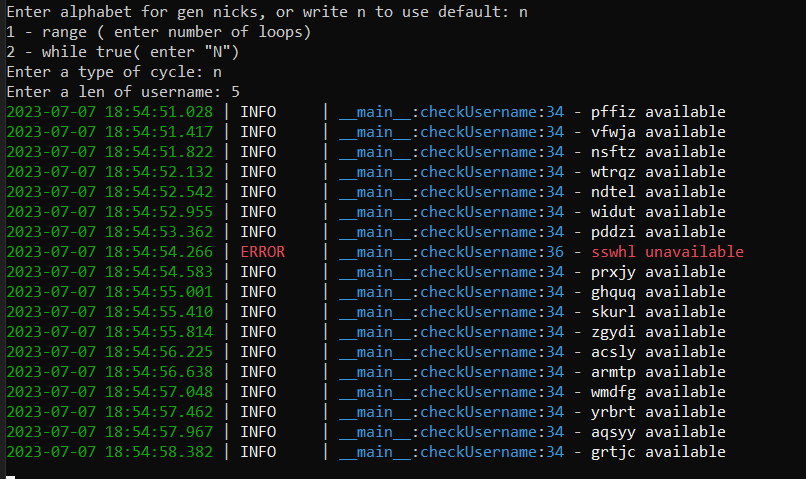 Enter alphabet for gen nicks, or write n to use default: n
1 - range ( enter number of loops)
2 - while true( enter "N")
Enter a type of cycle: n
Enter a len of username: 5
2023-07-07 18:54:51.028 | INFO     | __main__:checkUsername:34 - pffiz available
2023-07-07 18:54:51.417 | INFO     | __main__:checkUsername:34 - vfwja available
2023-07-07 18:54:51.822 | INFO     | __main__:checkUsername:34 - nsftz available
2023-07-07 18:54:52.132 | INFO     | __main__:checkUsername:34 - wtrqz available
2023-07-07 18:54:52.542 | INFO     | __main__:checkUsername:34 - ndtel available
2023-07-07 18:54:52.955 | INFO     | __main__:checkUsername:34 - widut available
2023-07-07 18:54:53.362 | INFO     | __main__:checkUsername:34 - pddzi available
2023-07-07 18:54:54.266 | ERROR    | __main__:checkUsername:36 - sswhl unavailable
2023-07-07 18:54:54.583 | INFO     | __main__:checkUsername:34 - prxjy available
2023-07-07 18:54:55.001 | INFO     | __main__:checkUsername:34 - ghquq available
2023-07-07 18:54:55.410 | INFO     | __main__:checkUsername:34 - skurl available
2023-07-07 18:54:55.814 | INFO     | __main__:checkUsername:34 - zgydi available
2023-07-07 18:54:56.225 | INFO     | __main__:checkUsername:34 - acsly available
2023-07-07 18:54:56.638 | INFO     | __main__:checkUsername:34 - armtp available
2023-07-07 18:54:57.048 | INFO     | __main__:checkUsername:34 - wmdfg available
2023-07-07 18:54:57.462 | INFO     | __main__:checkUsername:34 - yrbrt available
2023-07-07 18:54:57.967 | INFO     | __main__:checkUsername:34 - aqsyy available
2023-07-07 18:54:58.382 | INFO     | __main__:checkUsername:34 - grtjc available